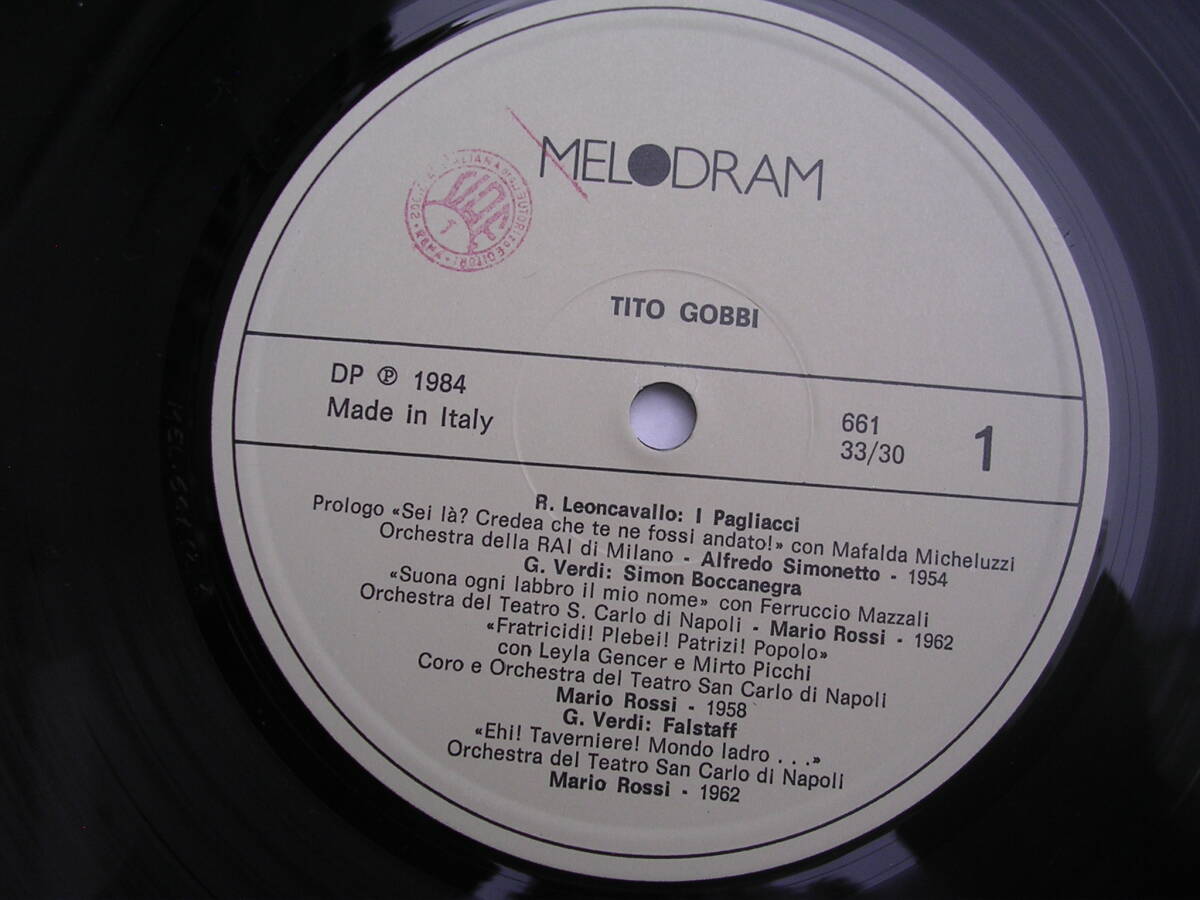 MELODRAM
TITO GOBBI
DP ℗ 1984
Made in Italy
661
33/30
1
R. Leoncavallo: I Pagliacci
Prologo «Sei là? Credea che te ne fossi andato!» con Mafalda Micheluzzi
Orchestra della RAI di Milano - Alfredo Simonetto - 1954
G. Verdi: Simon Boccanegra
«Suona ogni labbro il mio nome» con Ferruccio Mazzali
Orchestra del Teatro S. Carlo di Napoli - Mario Rossi - 1962
«Fratricidi! Plebei! Patrizi! Popolo»
con Leyla Gencer e Mirto Picchi
Coro e Orchestra del Teatro San Carlo di Napoli
Mario Rossi - 1958
G. Verdi: Falstaff
«Ehi! Taverniere! Mondo ladro . . .»
Orchestra del Teatro San Carlo di Napoli
Mario Rossi - 1962